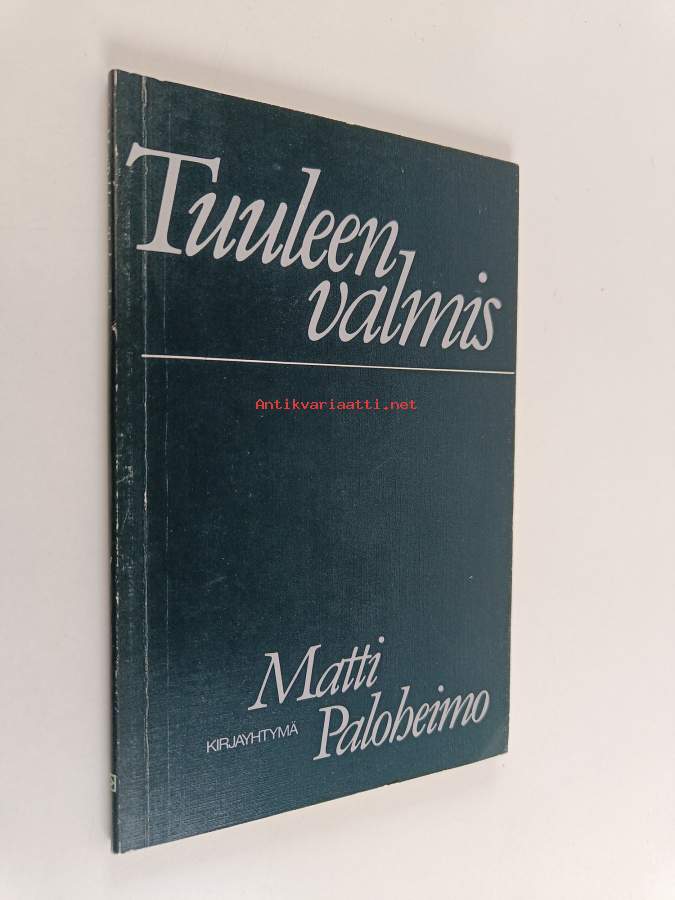 Tuuleen
valmis
Antikvariaatti.net
Matti
KIRJAYHTYMÄ
Paloheimo